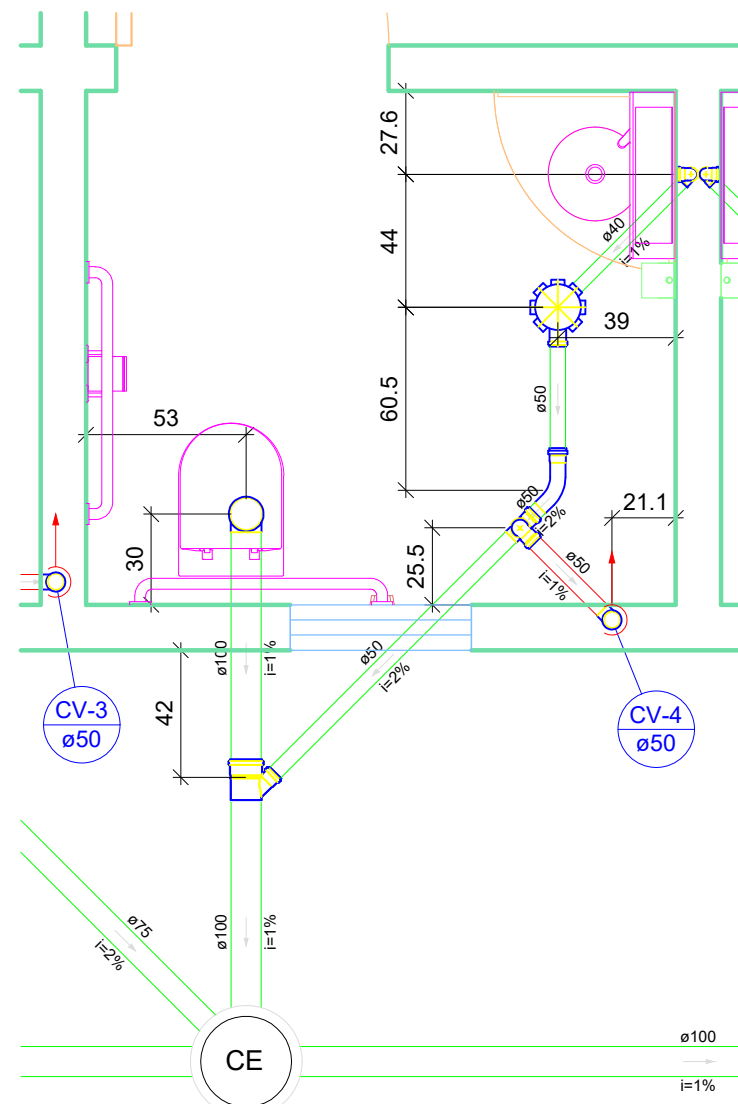 27.6
44
ø40
i=1%
39
60.5
ø50
53
21.1
30
25.5
ø50
i=2%
ø50
i=1%
ø100
i=1%
ø50
i=2%
42
CV-3
ø50
CV-4
ø50
ø75
i=2%
ø100
i=1%
CE
ø100
i=1%